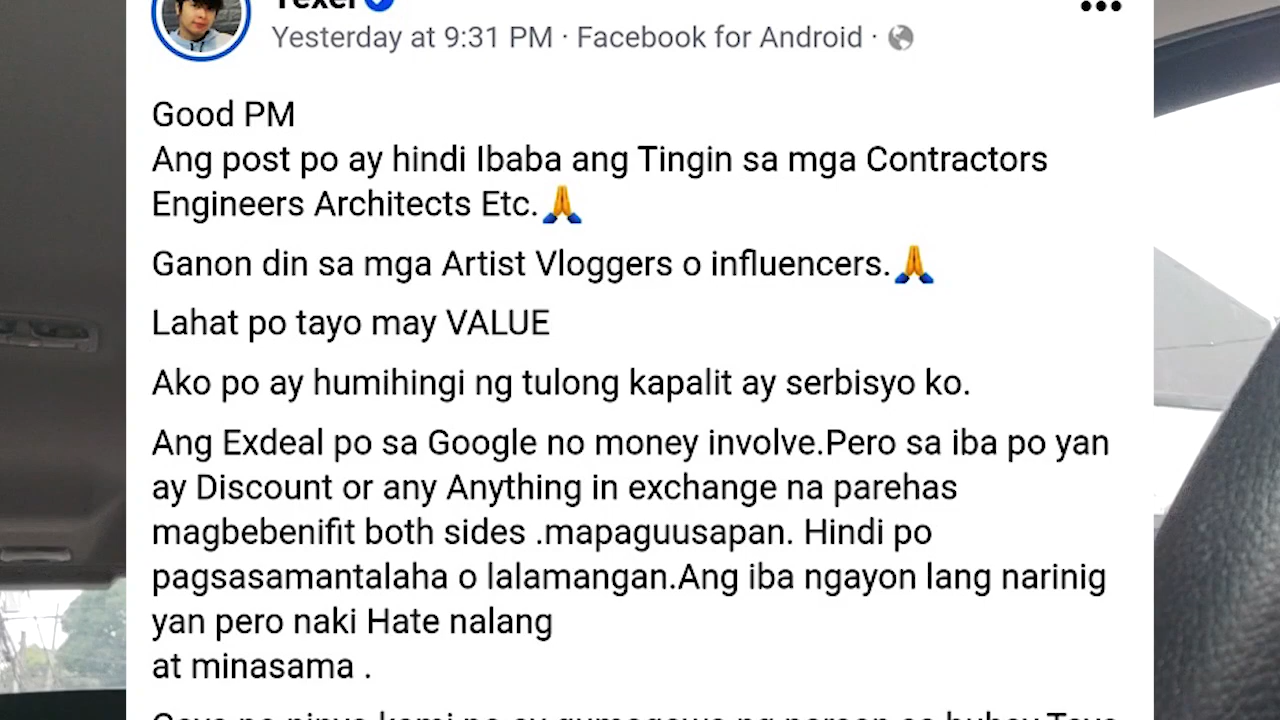 Texer
Yesterday at 9:31 PM · Facebook for Android ·
Good PM
Ang post po ay hindi Ibaba ang Tingin sa mga Contractors
Engineers Architects Etc.🙏
Ganon din sa mga Artist Vloggers o influencers.🙏
Lahat po tayo may VALUE
Ako po ay humihingi ng tulong kapalit ay serbisyo ko.
Ang Exdeal po sa Google no money involve.Pero sa iba po yan
ay Discount or any Anything in exchange na parehas
magbebenifit both sides .mapaguusapan. Hindi po
pagsasamantalaha o lalamangan.Ang iba ngayon lang narinig
yan pero naki Hate nalang
at minasama .